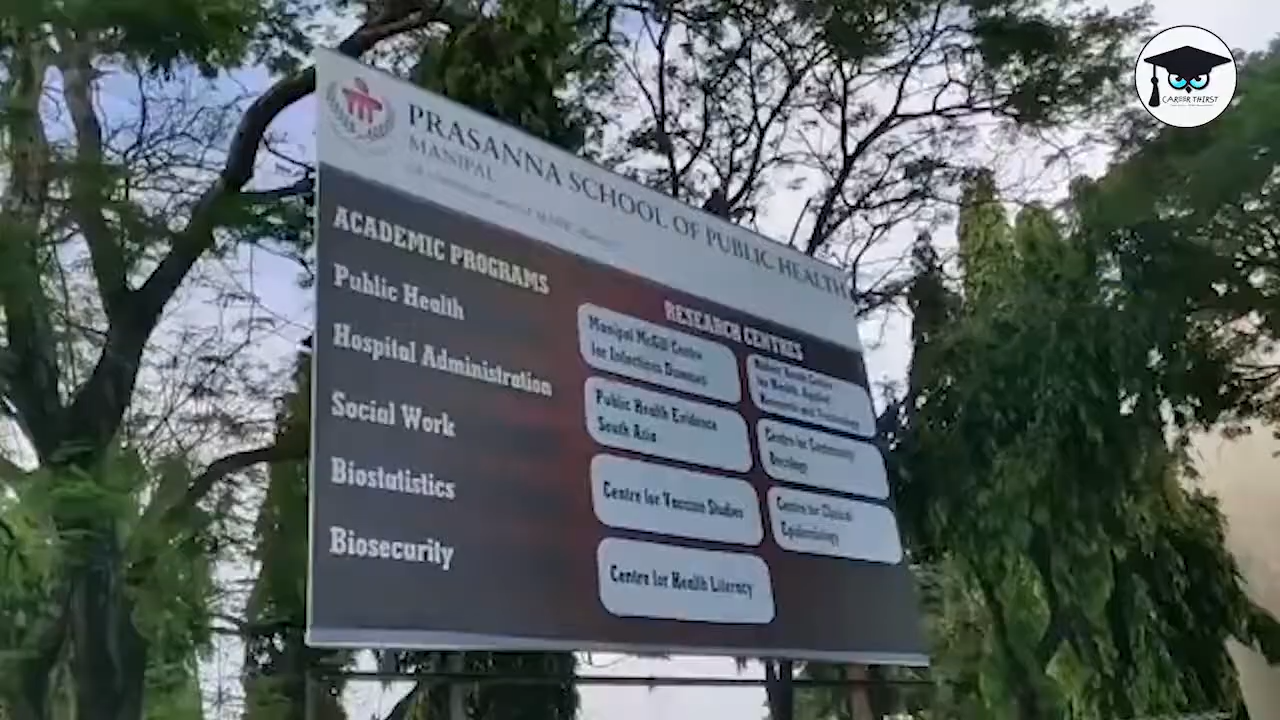 PRASANNA SCHOOL OF PUBLIC HEALTH
MANIPAL
ACADEMIC PROGRAMS
Public Health
Hospital Administration
Social Work
Biostatistics
Biosecurity
RESEARCH CENTRES
Manipal McGill Centre
for Infectious Diseases
Public Health Evidence
South Asia
Centre for Vaccine Studies
Centre for Health Literacy
Centre for Community
Oncology
Centre for Clinical
Epidemiology
CAREER THIRST